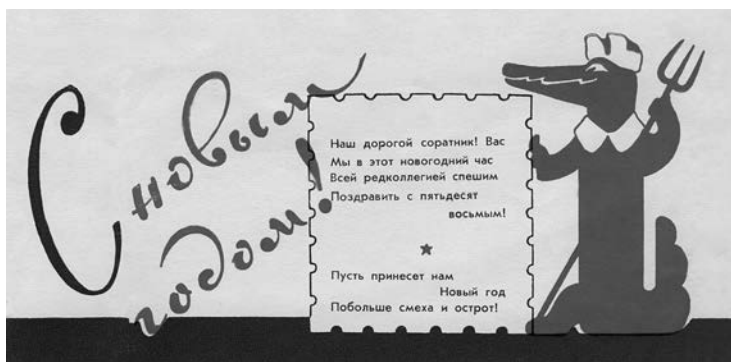 С новым
годом!
Наш дорогой соратник! Вас
Мы в этот новогодний час
Всей редколлегией спешим
Поздравить с пятьдесят
восьмым!
Пусть принесет нам
Новый год
Побольше смеха и острот!